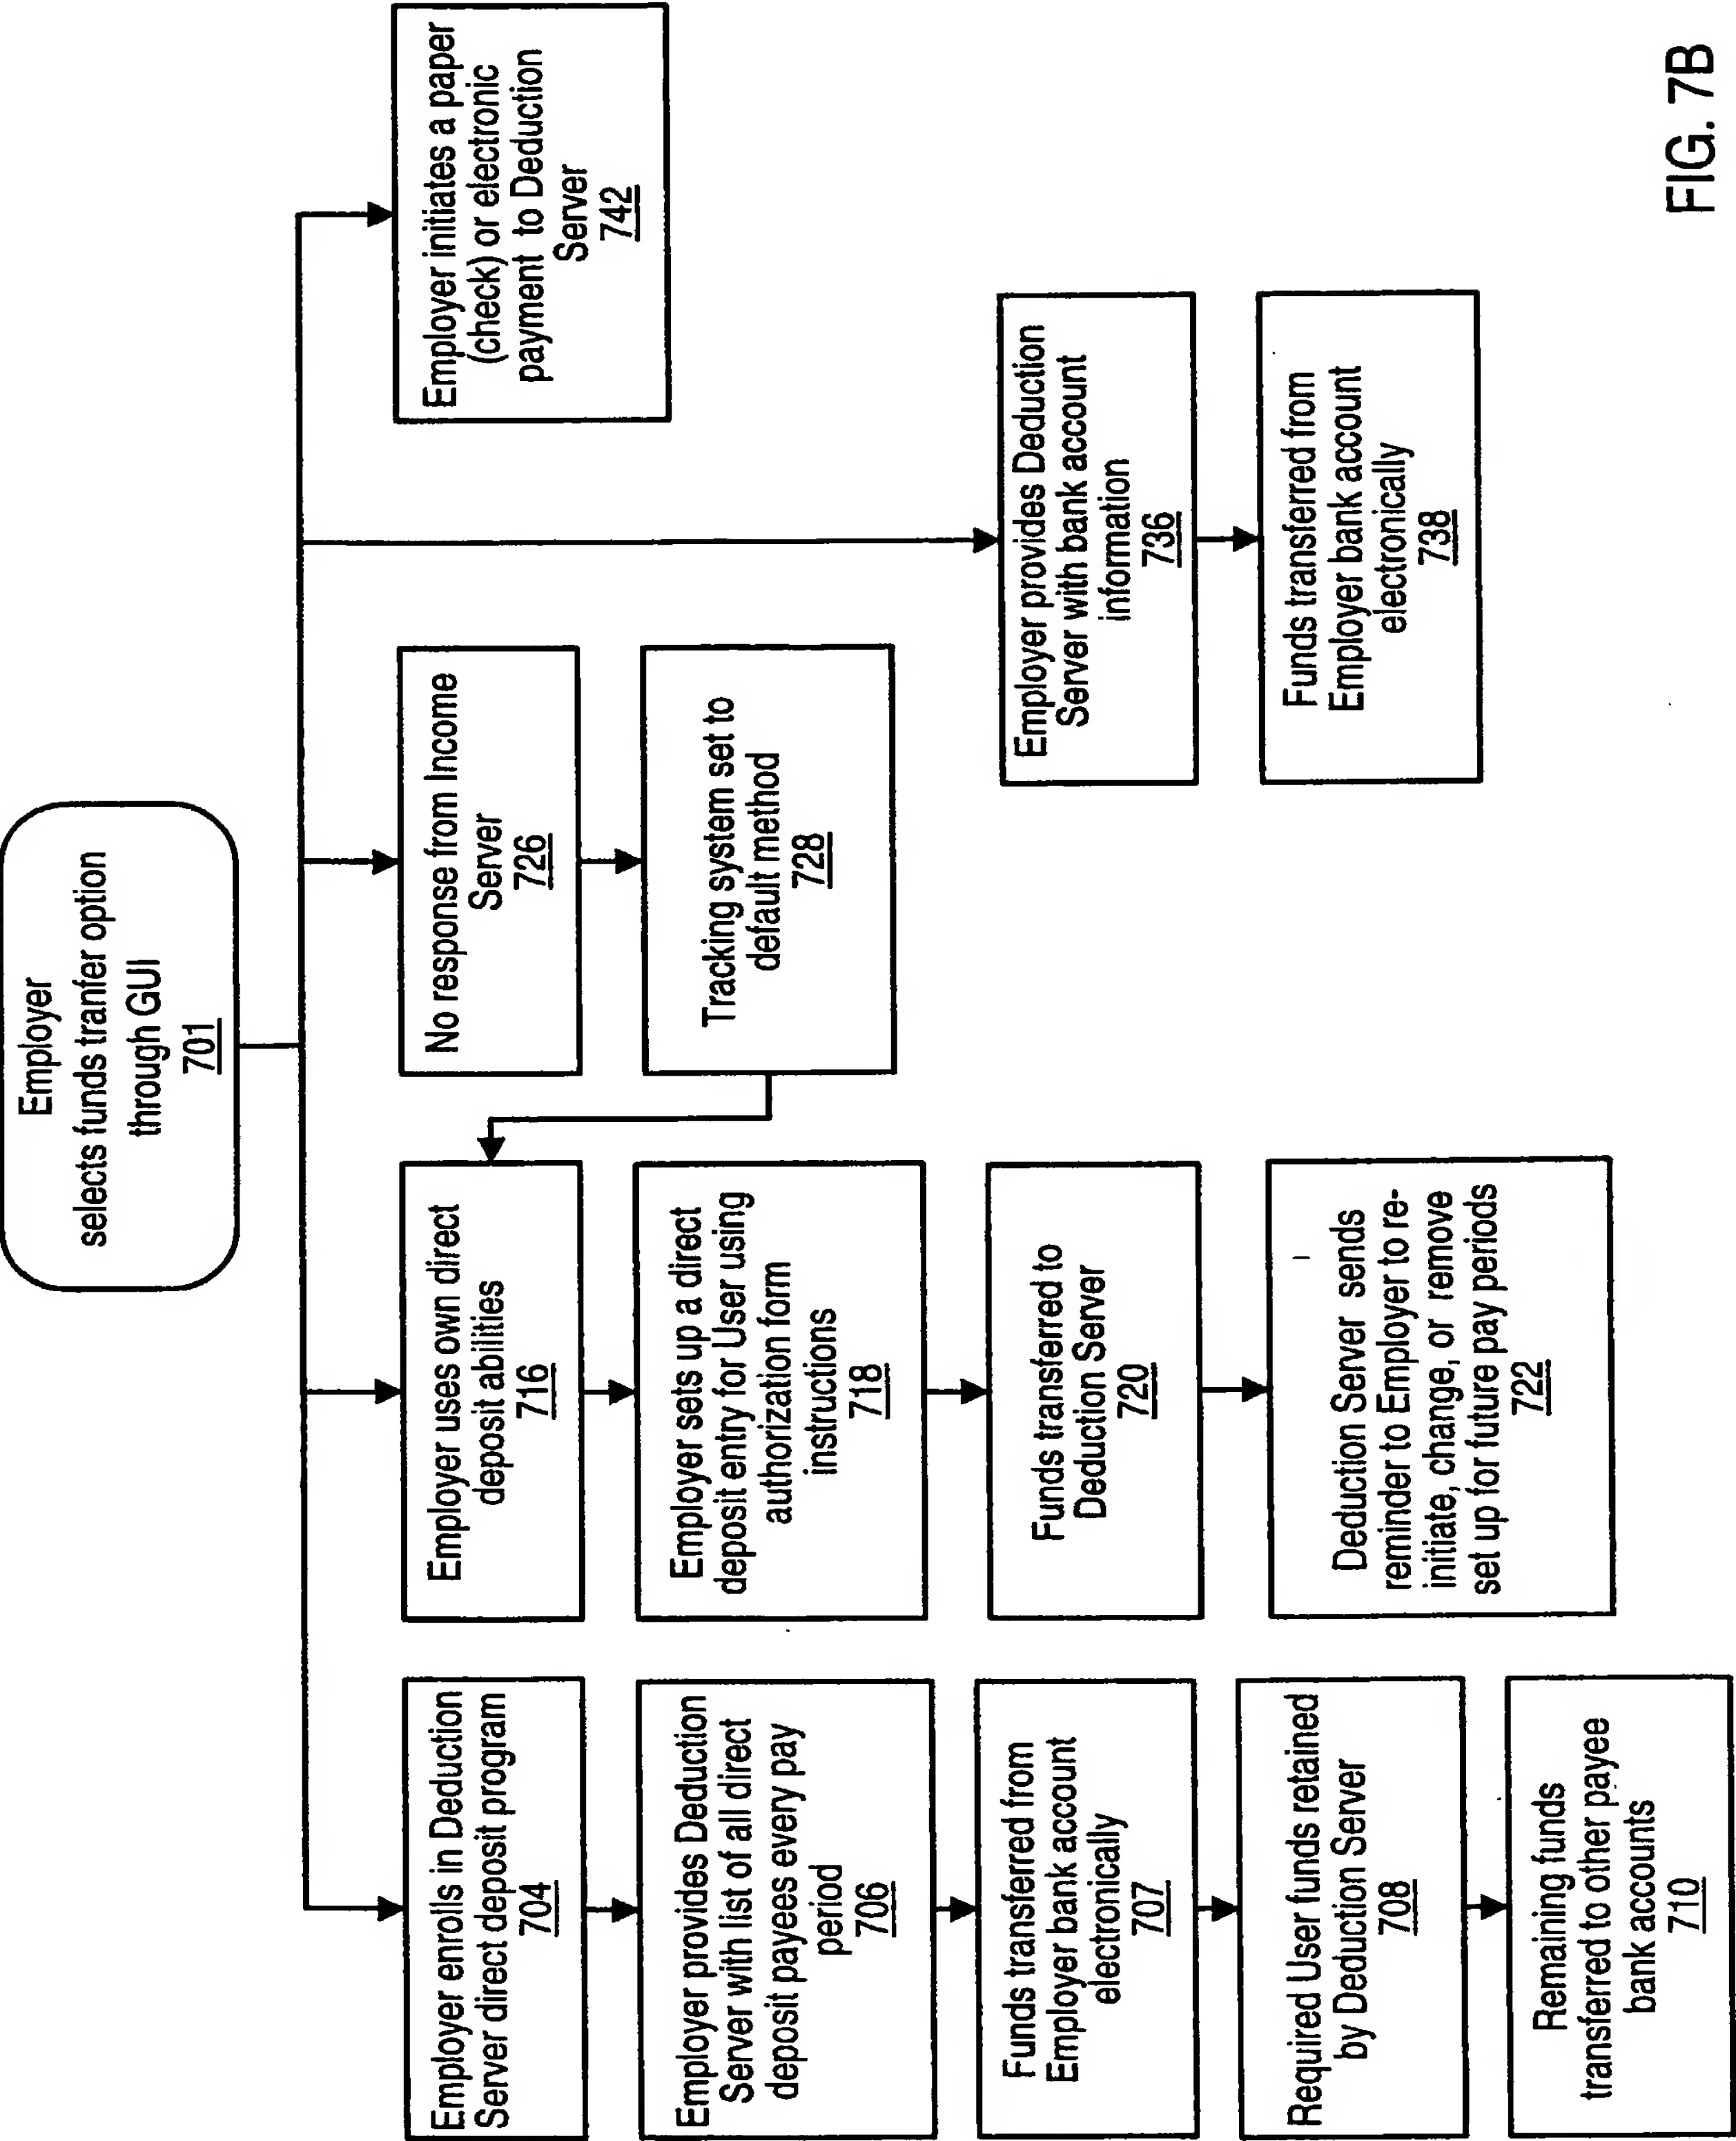 Employer
selects funds tranfer option
through GUI
701
Employer enrolls in Deduction
Server direct deposit program
704
Employer provides Deduction
Server with list of all direct
deposit payees every pay
period
706
Funds transferred from
Employer bank account
electronically
707
Required User funds retained
by Deduction Server
708
Remaining funds
transferred to other payee
bank accounts
710
Employer uses own direct
deposit abilities
716
Employer sets up a direct
deposit entry for User using
authorization form
instructions
718
Funds transferred to
Deduction Server
720
Deduction Server sends
reminder to Employer to re-
initiate, change, or remove
set up for future pay periods
722
No response from Income
Server
726
Tracking system set to
default method
728
Employer provides Deduction
Server with bank account
information
736
Funds transferred from
Employer bank account
electronically
738
Employer initiates a paper
(check) or electronic
payment to Deduction
Server
742
FIG. 7B